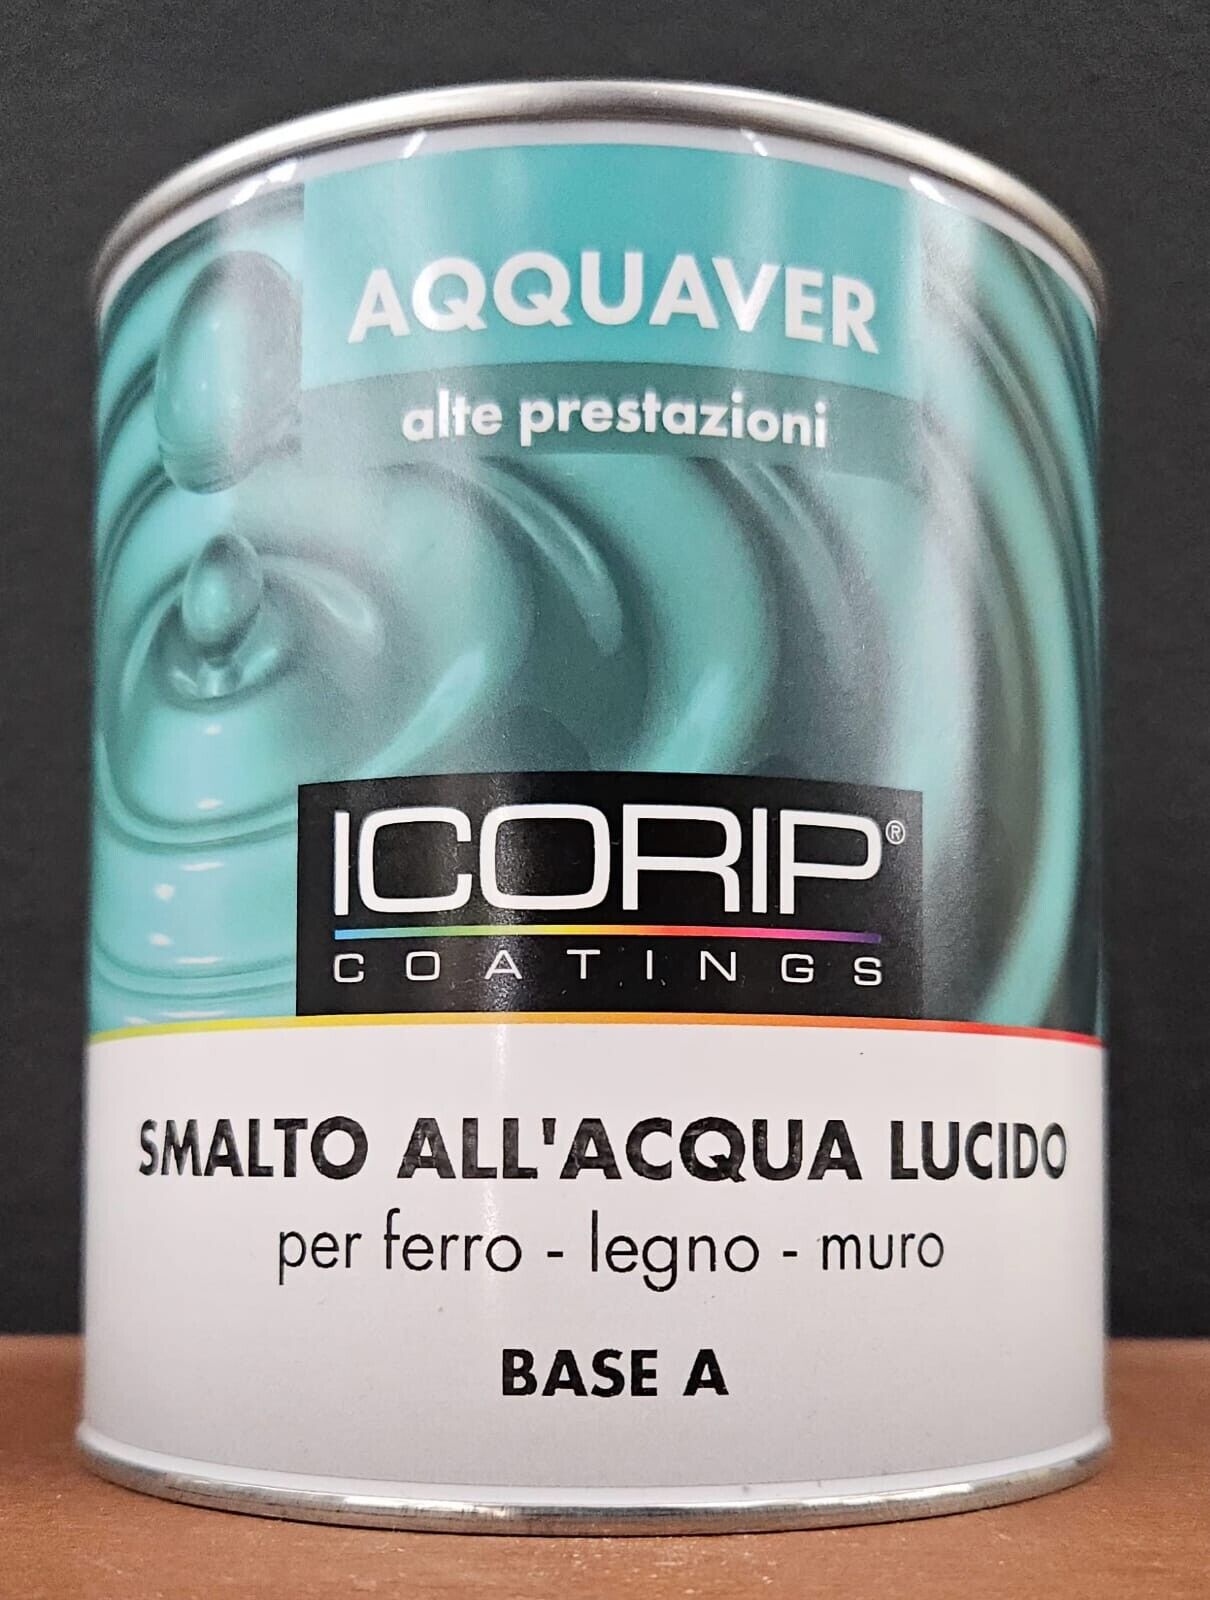 AQQUAVER
alte prestazioni
ICORIP®
COATINGS
SMALTO ALL'ACQUA LUCIDO
per ferro - legno - muro
BASE A